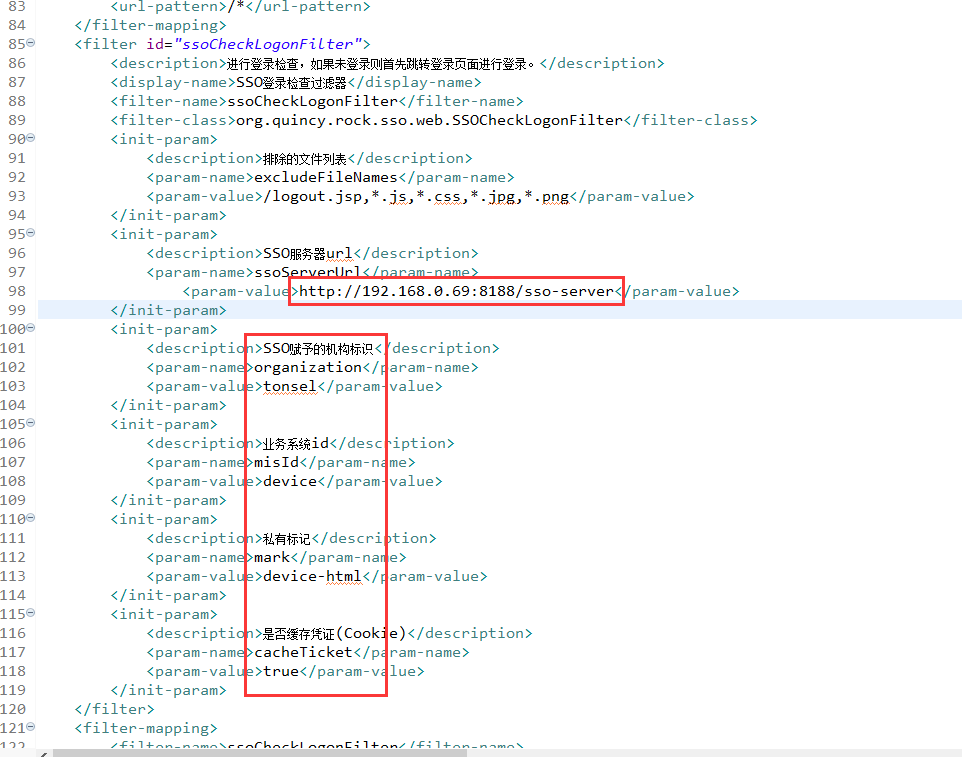 83 <url-pattern>/*</url-pattern>
84 </filter-mapping>
85 <filter id="ssoCheckLogonFilter">
86 <description>进行登录检查，如果未登录则首先跳转登录页面进行登录。</description>
87 <display-name>SSO登录检查过滤器</display-name>
88 <filter-name>ssoCheckLogonFilter</filter-name>
89 <filter-class>org.quincy.rock.sso.web.SSOCheckLogonFilter</filter-class>
90 <init-param>
91 <description>排除的文件列表</description>
92 <param-name>excludeFileNames</param-name>
93 <param-value>/logout.jsp,*.js,*.css,*.jpg,*.png</param-value>
94 </init-param>
95 <init-param>
96 <description>SSO服务器url</description>
97 <param-name>ssoServerUrl</param-name>
98 <param-value>http://192.168.0.69:8188/sso-server</param-value>
99 </init-param>
100 <init-param>
101 <description>SSO赋予的机构标识</description>
102 <param-name>organization</param-name>
103 <param-value>tonsel</param-value>
104 </init-param>
105 <init-param>
106 <description>业务系统id</description>
107 <param-name>misId</param-name>
108 <param-value>device</param-value>
109 </init-param>
110 <init-param>
111 <description>私有标记</description>
112 <param-name>mark</param-name>
113 <param-value>device-html</param-value>
114 </init-param>
115 <init-param>
116 <description>是否缓存凭证(Cookie)</description>
117 <param-name>cacheTicket</param-name>
118 <param-value>true</param-value>
119 </init-param>
120 </filter>
121 <filter-mapping>
122 <filter-name>ssoCheckLogonFilter</filter-name>